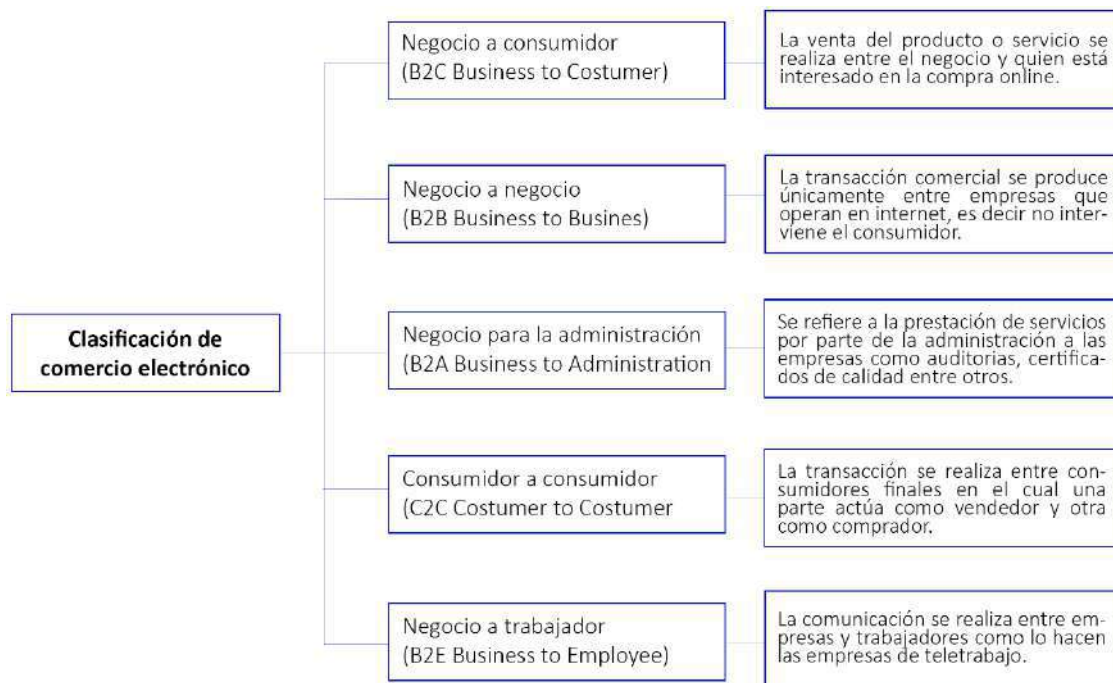 Clasificación de
comercio electrónico
Negocio a consumidor
(B2C Business to Costumer)
La venta del producto o servicio se
realiza entre el negocio y quien está
interesado en la compra online.
Negocio a negocio
(B2B Business to Busines)
La transacción comercial se produce
únicamente entre empresas que
operan en internet, es decir no inter-
viene el consumidor.
Negocio para la administración
(B2A Business to Administration
Se refiere a la prestación de servicios
por parte de la administración a las
empresas como auditorias, certifica-
dos de calidad entre otros.
Consumidor a consumidor
(C2C Costumer to Costumer
La transacción se realiza entre con-
sumidores finales en el cual una
parte actúa como vendedor y otra
como comprador.
Negocio a trabajador
(B2E Business to Employee)
La comunicación se realiza entre em-
presas y trabajadores como lo hacen
las empresas de teletrabajo.